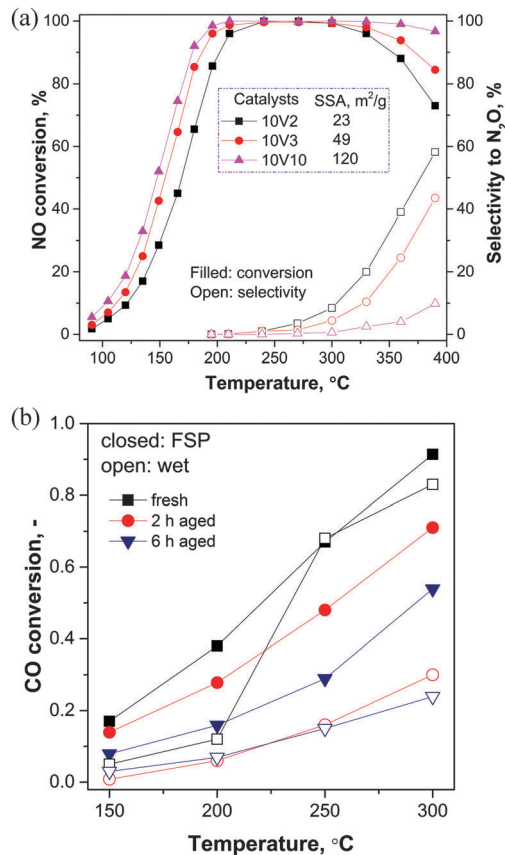 (a)
100
80
60
40
20
0
NO conversion, %
100
80
60
40
20
0
Selectivity to N₂O, %
Catalysts SSA, m²/g
10V2 23
10V3 49
10V10 120
Filled: conversion
Open: selectivity
100 150 200 250 300 350 400
Temperature, °C
(b)
1.0
0.8
0.6
0.4
0.2
0.0
CO conversion, -
closed: FSP
open: wet
fresh
2 h aged
6 h aged
150 200 250 300
Temperature, °C